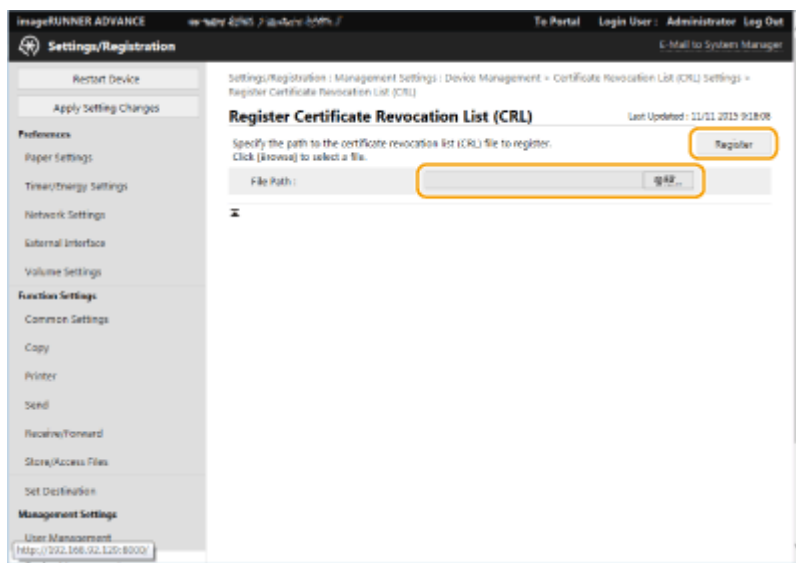 imageRUNNER ADVANCE To Portal Login User : Administrator Log Out
Settings/Registration E-Mail to System Manager
Restart Device
Apply Setting Changes
Preferences
Paper Settings
Timer/Energy Settings
Network Settings
External Interface
Volume Settings
Function Settings
Common Settings
Copy
Printer
Send
Receive/Forward
Store/Access Files
Set Destination
Management Settings
User Management
http://192.168.92.120:8000/
Settings/Registration : Management Settings : Device Management > Certificate Revocation List (CRL) Settings >
Register Certificate Revocation List (CRL)
Register Certificate Revocation List (CRL) Last Updated : 11/11 2015 9:18:08
Specify the path to the certificate revocation list (CRL) file to register.
Click [Browse] to select a file.
Register
File Path :